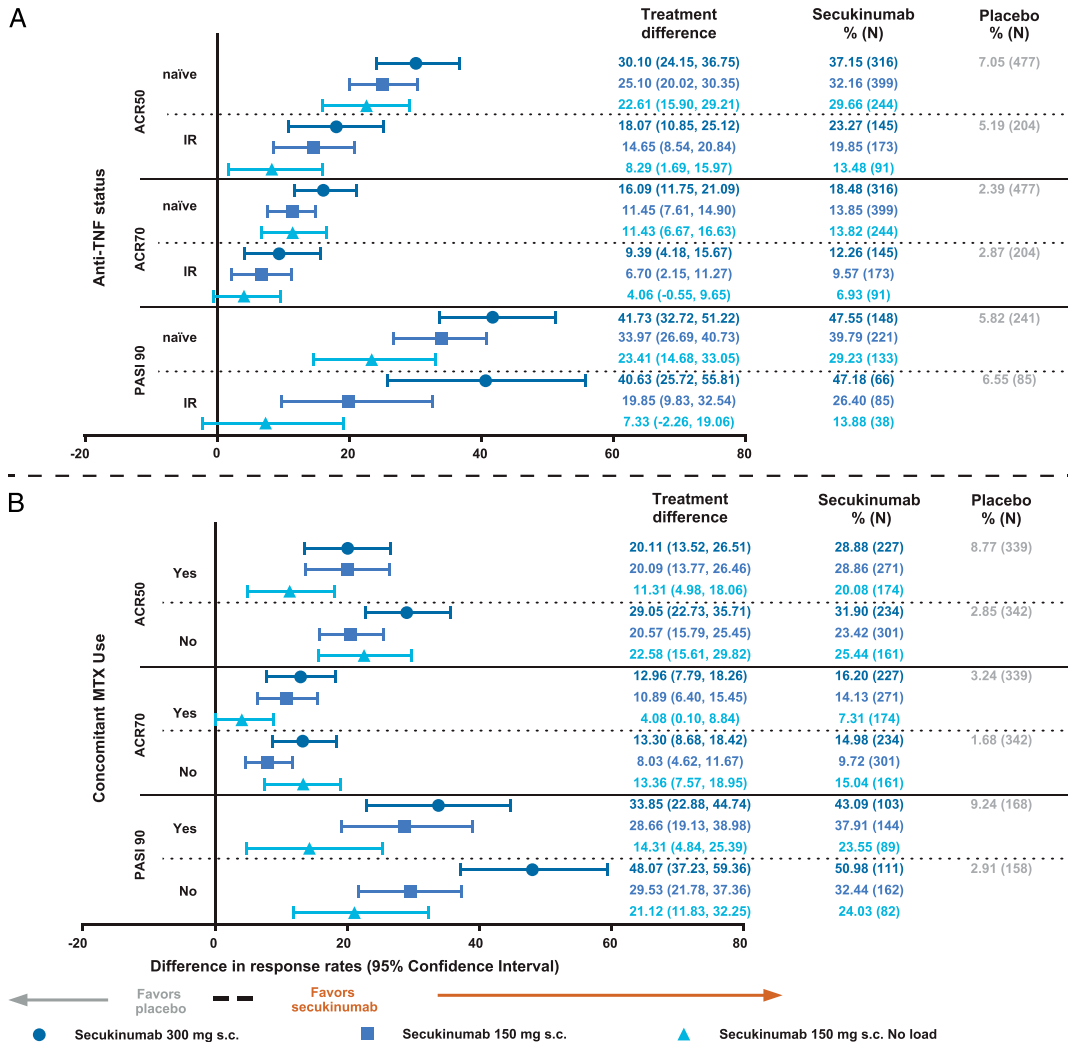 A
Treatment difference
Secukinumab % (N)
Placebo % (N)
Anti-TNF status
ACR50
naïve
30.10 (24.15, 36.75) 37.15 (316) 7.05 (477)
25.10 (20.02, 30.35) 32.16 (399)
22.61 (15.90, 29.21) 29.66 (244)
IR
18.07 (10.85, 25.12) 23.27 (145) 5.19 (204)
14.65 (8.54, 20.84) 19.85 (173)
8.29 (1.69, 15.97) 13.48 (91)
ACR70
naïve
16.09 (11.75, 21.09) 18.48 (316) 2.39 (477)
11.45 (7.61, 14.90) 13.85 (399)
11.43 (6.67, 16.63) 13.82 (244)
IR
9.39 (4.18, 15.67) 12.26 (145) 2.87 (204)
6.70 (2.15, 11.27) 9.57 (173)
4.06 (-0.55, 9.65) 6.93 (91)
PASI 90
naïve
41.73 (32.72, 51.22) 47.55 (148) 5.82 (241)
33.97 (26.69, 40.73) 39.79 (221)
23.41 (14.68, 33.05) 29.23 (133)
IR
40.63 (25.72, 55.81) 47.18 (66) 6.55 (85)
19.85 (9.83, 32.54) 26.40 (85)
7.33 (-2.26, 19.06) 13.88 (38)
-20 0 20 40 60 80
B
Treatment difference
Secukinumab % (N)
Placebo % (N)
Concomitant MTX Use
ACR50
Yes
20.11 (13.52, 26.51) 28.88 (227) 8.77 (339)
20.09 (13.77, 26.46) 28.86 (271)
11.31 (4.98, 18.06) 20.08 (174)
No
29.05 (22.73, 35.71) 31.90 (234) 2.85 (342)
20.57 (15.79, 25.45) 23.42 (301)
22.58 (15.61, 29.82) 25.44 (161)
ACR70
Yes
12.96 (7.79, 18.26) 16.20 (227) 3.24 (339)
10.89 (6.40, 15.45) 14.13 (271)
4.08 (0.10, 8.84) 7.31 (174)
No
13.30 (8.68, 18.42) 14.98 (234) 1.68 (342)
8.03 (4.62, 11.67) 9.72 (301)
13.36 (7.57, 18.95) 15.04 (161)
PASI 90
Yes
33.85 (22.88, 44.74) 43.09 (103) 9.24 (168)
28.66 (19.13, 38.98) 37.91 (144)
14.31 (4.84, 25.39) 23.55 (89)
No
48.07 (37.23, 59.36) 50.98 (111) 2.91 (158)
29.53 (21.78, 37.36) 32.44 (162)
21.12 (11.83, 32.25) 24.03 (82)
-20 0 20 40 60 80
Difference in response rates (95% Confidence Interval)
Favors placebo
Favors secukinumab
Secukinumab 300 mg s.c. Secukinumab 150 mg s.c. Secukinumab 150 mg s.c. No load